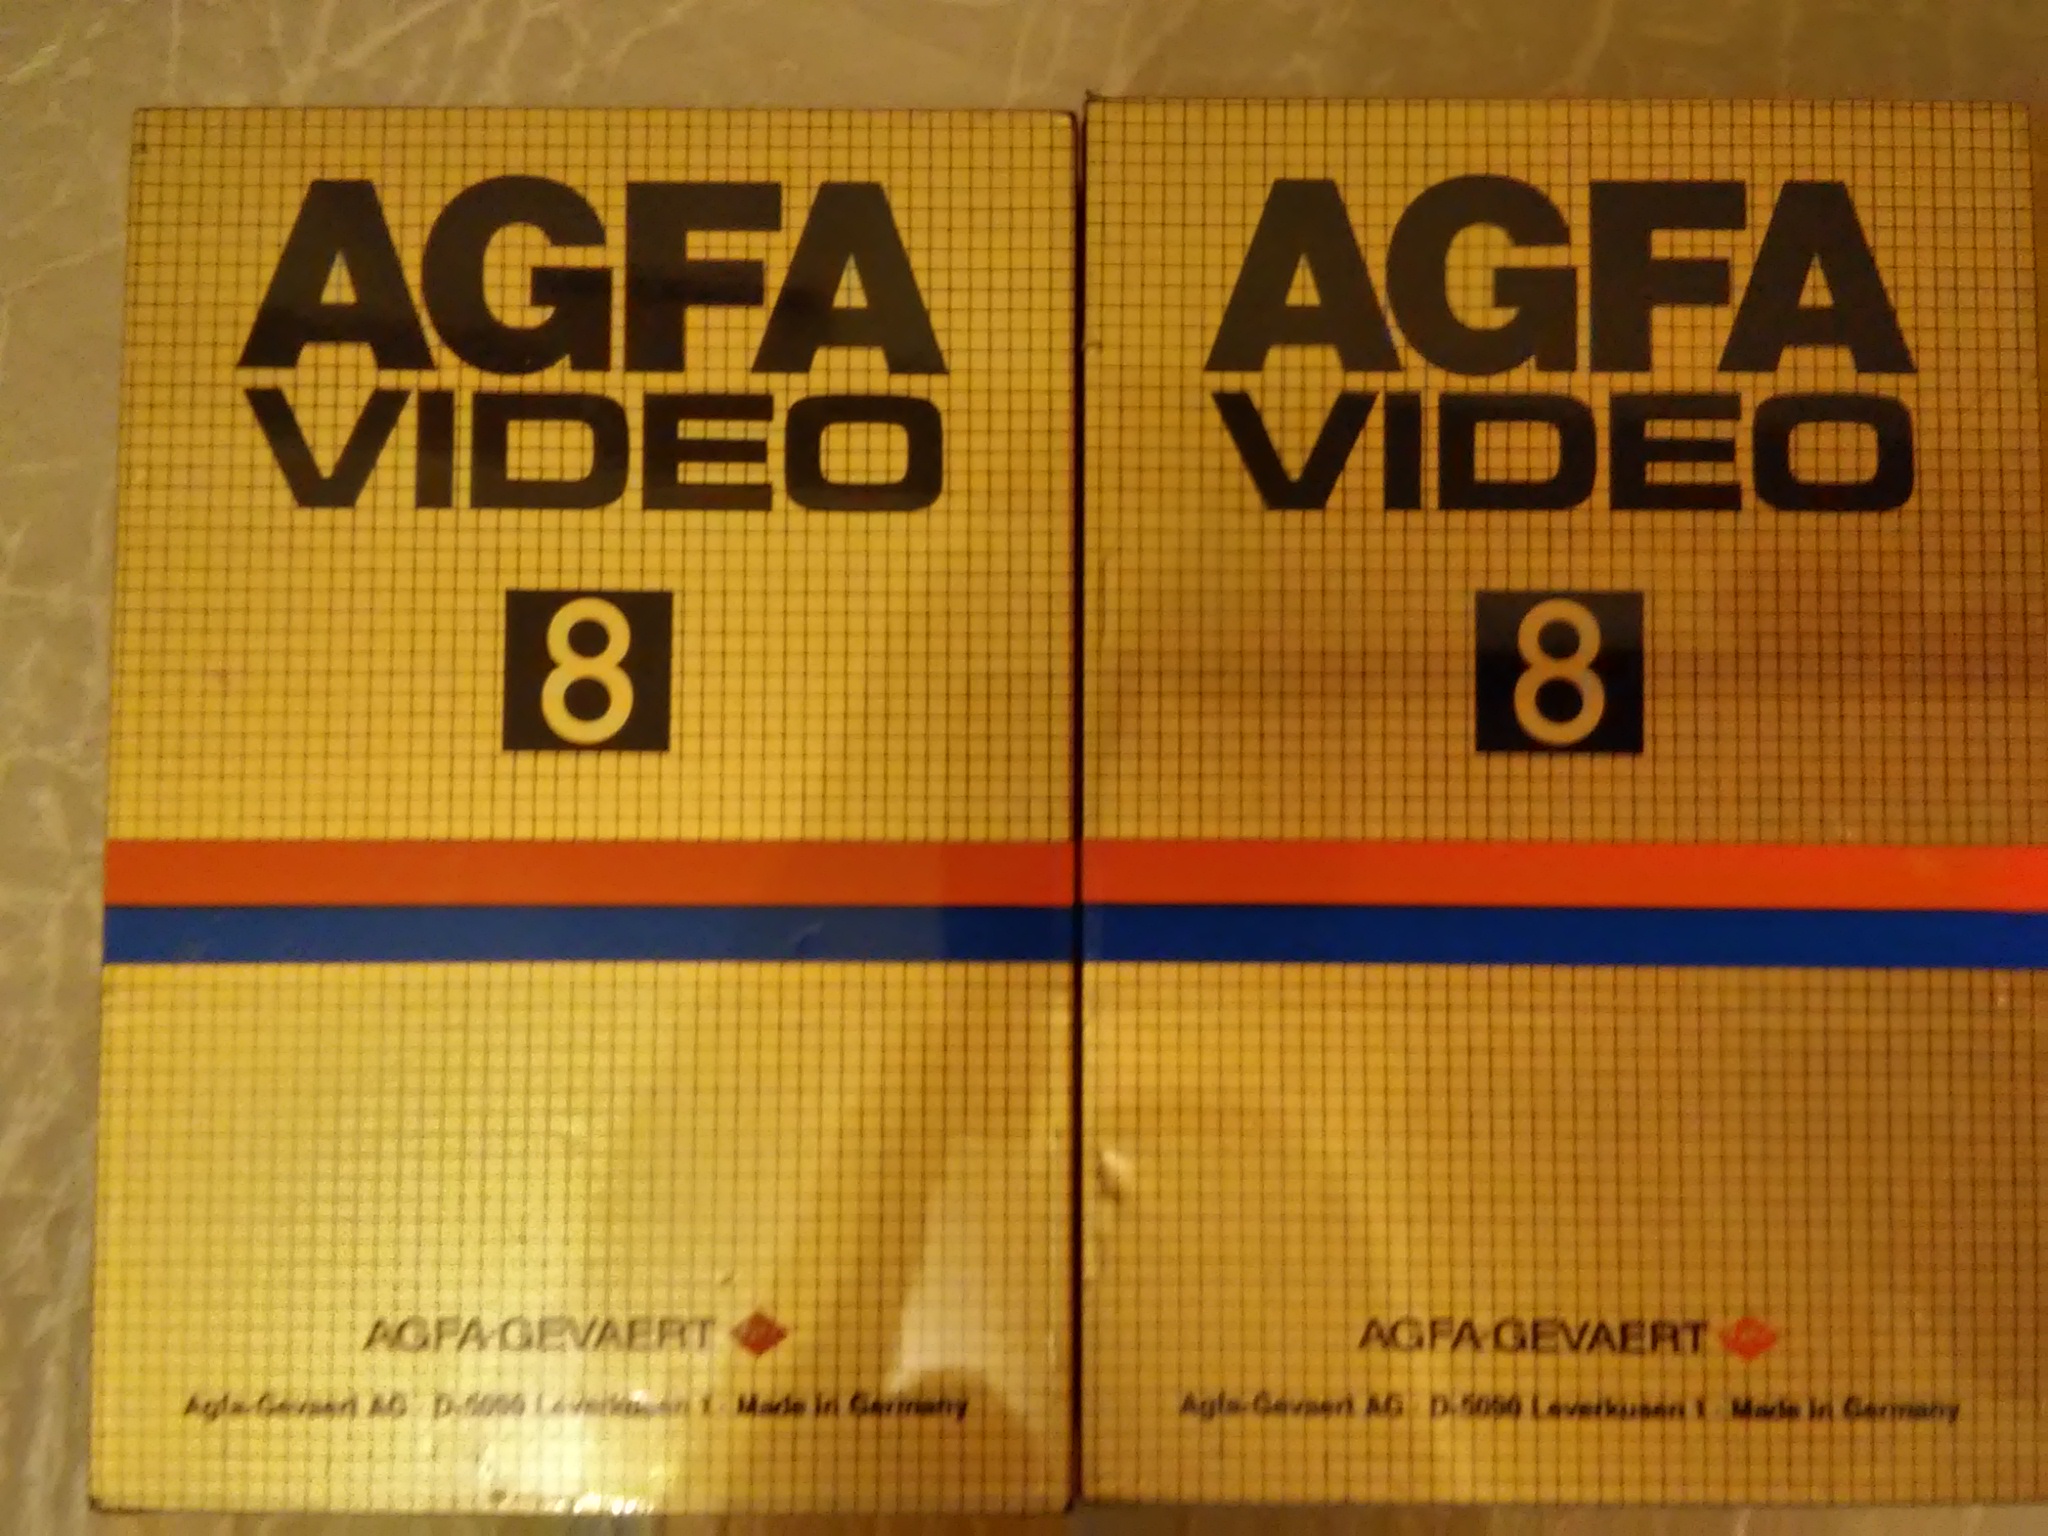 AGFA
VIDEO
8
AGFA-GEVAERT
Agfa-Gevaert AG · D-5090 Leverkusen 1 · Made in Germany
AGFA
VIDEO
8
AGFA-GEVAERT
Agfa-Gevaert AG · D-5090 Leverkusen 1 · Made in Germany